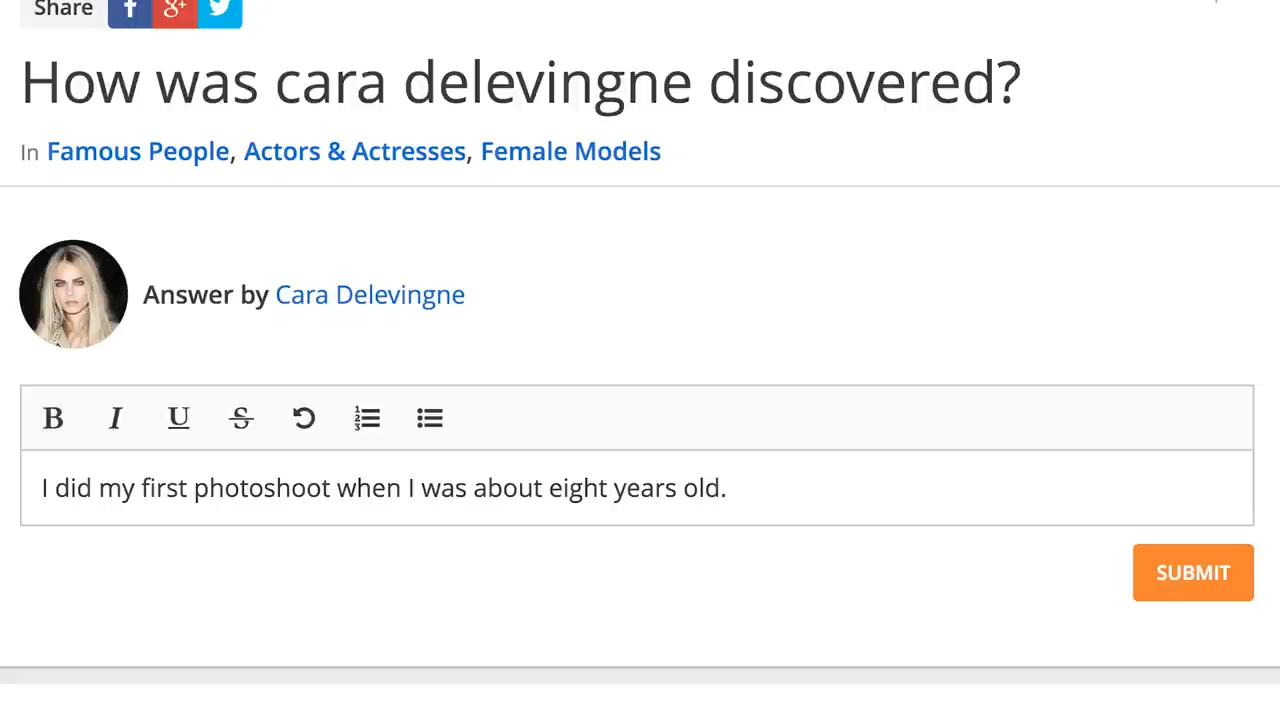 Share
How was cara delevingne discovered?
In Famous People, Actors & Actresses, Female Models
Answer by Cara Delevingne
B I U S
I did my first photoshoot when I was about eight years old.
SUBMIT